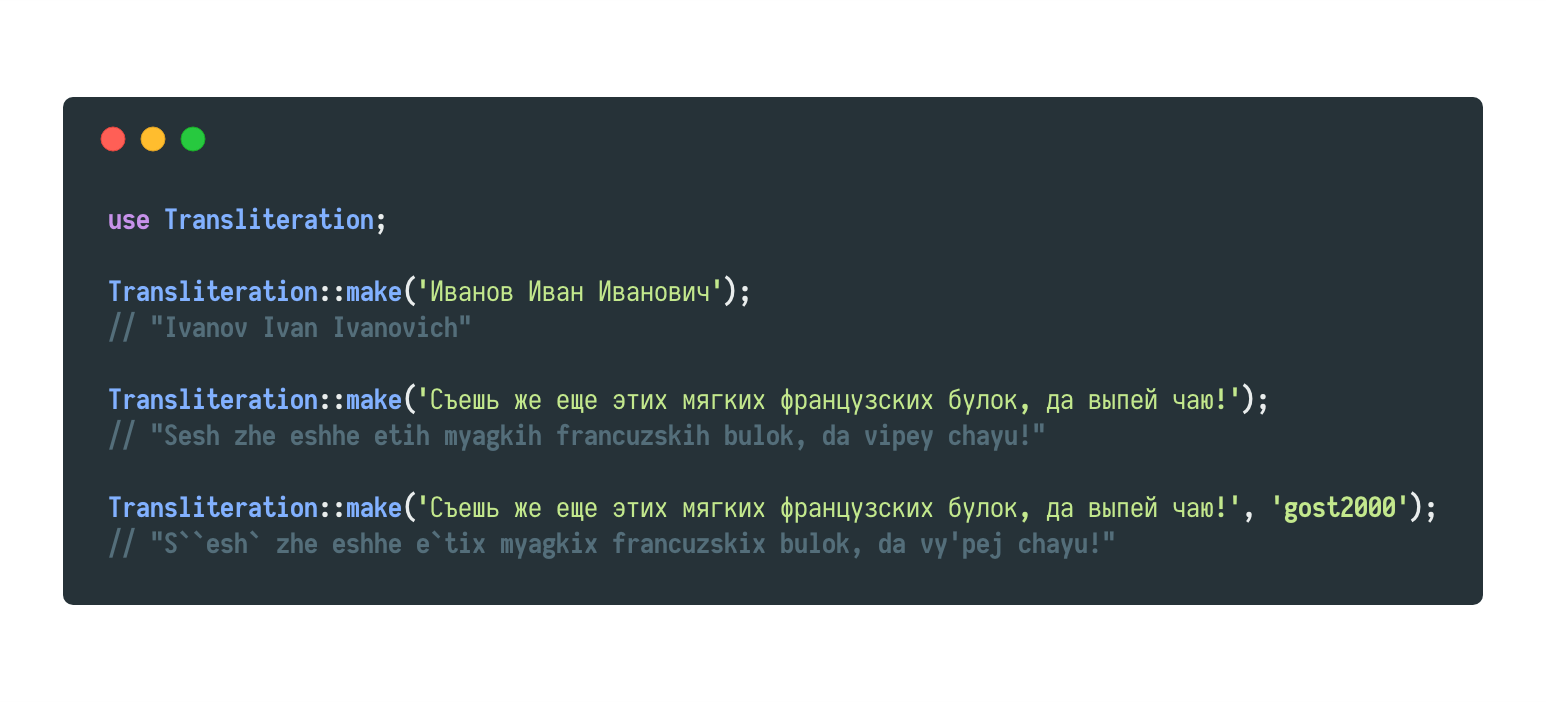 use Transliteration;
Transliteration::make('Иванов Иван Иванович');
// "Ivanov Ivan Ivanovich"
Transliteration::make('Съешь же еще этих мягких французских булок, да выпей чаю!');
// "Sesh zhe eshhe etih myagkih francuzskih bulok, da vipey chayu!"
Transliteration::make('Съешь же еще этих мягких французских булок, да выпей чаю!', 'gost2000');
// "S``esh` zhe eshhe e`tix myagkix francuzskix bulok, da vy'pej chayu!"